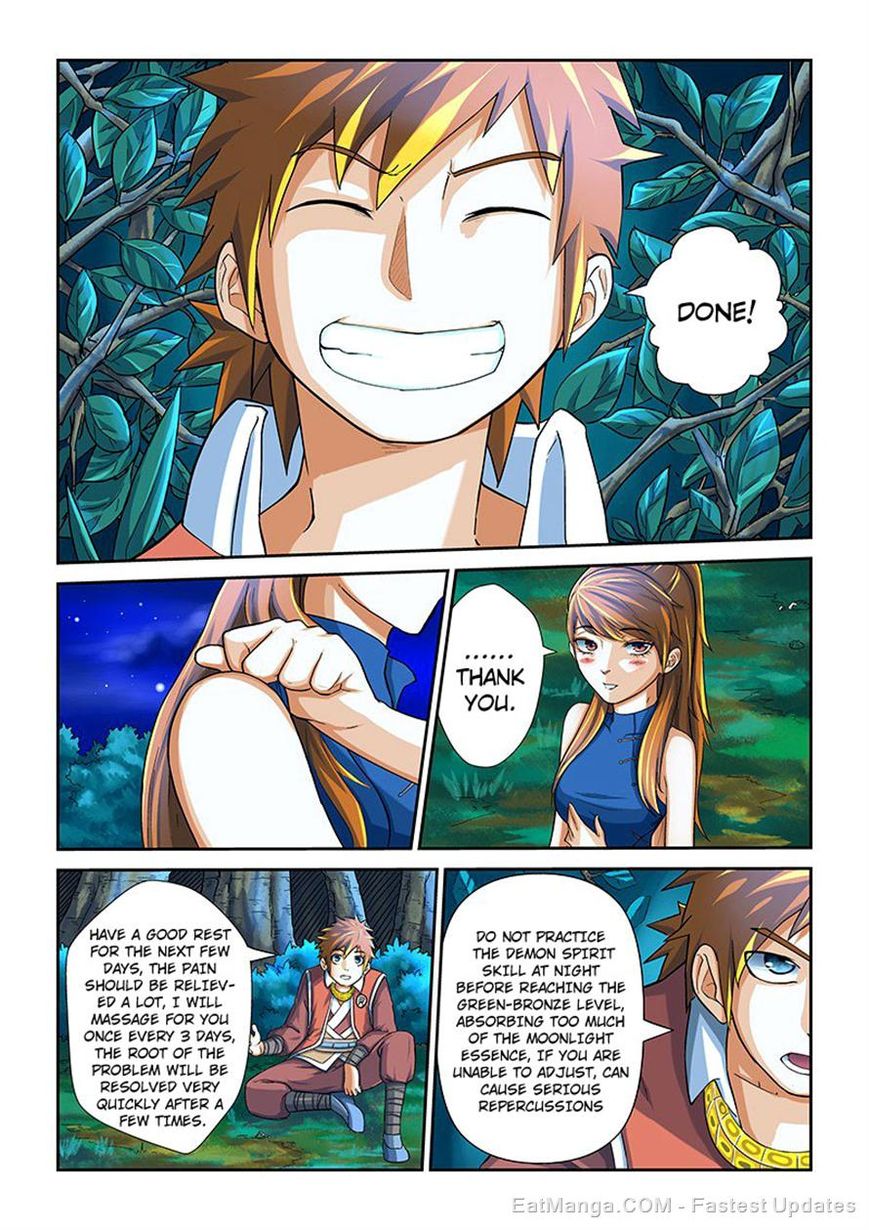 DONE!
......
THANK
YOU.
HAVE A GOOD REST
FOR THE NEXT FEW
DAYS, THE PAIN
SHOULD BE RELIEV-
ED A LOT, I WILL
MASSAGE FOR YOU
ONCE EVERY 3 DAYS,
THE ROOT OF THE
PROBLEM WILL BE
RESOLVED VERY
QUICKLY AFTER A
FEW TIMES.
DO NOT PRACTICE
THE DEMON SPIRIT
SKILL AT NIGHT
BEFORE REACHING THE
GREEN-BRONZE LEVEL,
ABSORBING TOO MUCH
OF THE MOONLIGHT
ESSENCE, IF YOU ARE
UNABLE TO ADJUST, CAN
CAUSE SERIOUS
REPERCUSSIONS
EatManga.COM - Fastest Updates